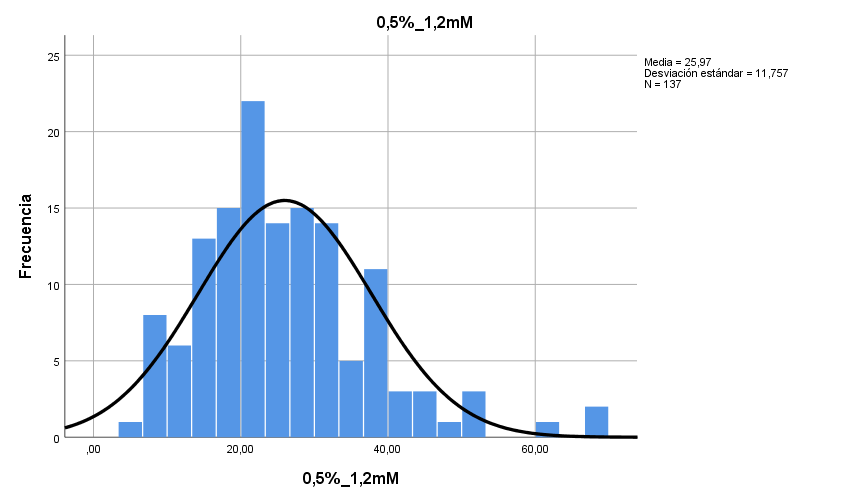 0,5%_1,2mM
Media = 25,97
Desviación estándar = 11,757
N = 137
Frecuencia
25
20
15
10
5
0
,00
20,00
40,00
60,00
0,5%_1,2mM